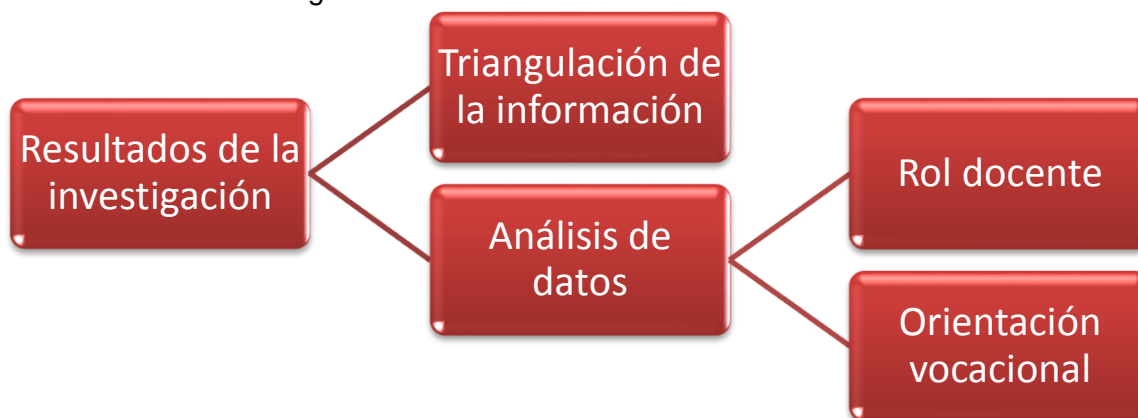 Resultados de la
investigación
Triangulación de
la información
Análisis de
datos
Rol docente
Orientación
vocacional